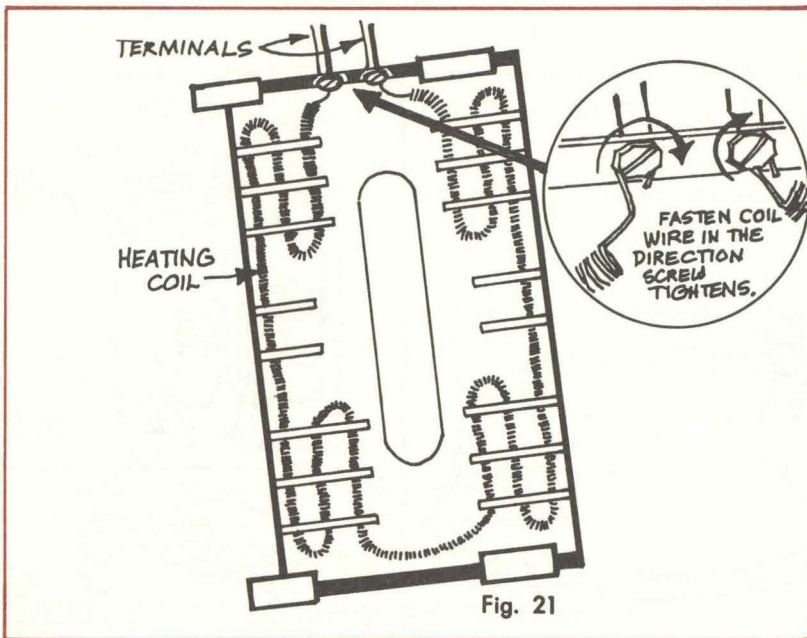 TERMINALS
HEATING
COIL
FASTEN COIL
WIRE IN THE
DIRECTION
SCREW
TIGHTENS.
Fig. 21